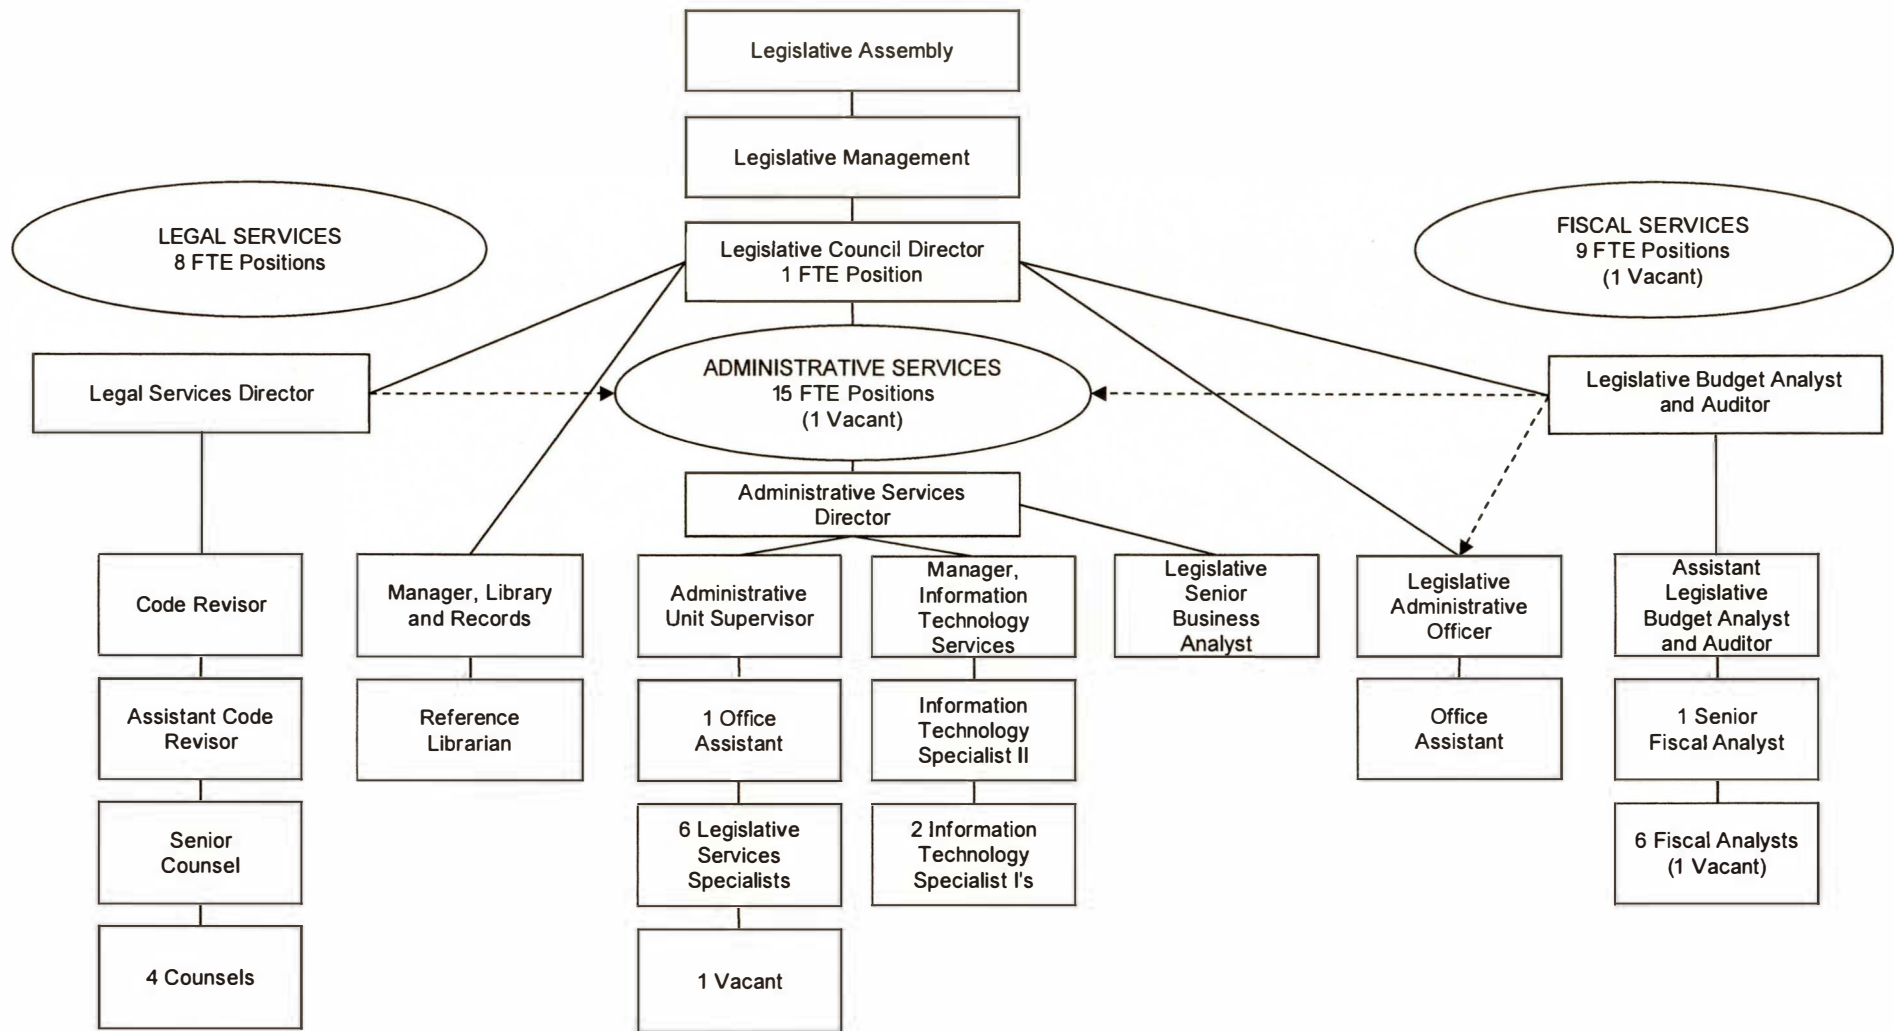 Legislative Assembly
Legislative Management
LEGAL SERVICES
8 FTE Positions
Legislative Council Director
1 FTE Position
FISCAL SERVICES
9 FTE Positions
(1 Vacant)
Legal Services Director
ADMINISTRATIVE SERVICES
15 FTE Positions
(1 Vacant)
Legislative Budget Analyst
and Auditor
Administrative Services
Director
Code Revisor
Manager, Library
and Records
Administrative
Unit Supervisor
Manager,
Information
Technology
Services
Legislative
Senior
Business
Analyst
Legislative
Administrative
Officer
Assistant
Legislative
Budget Analyst
and Auditor
Assistant Code
Revisor
Reference
Librarian
1 Office
Assistant
Information
Technology
Specialist II
Office
Assistant
1 Senior
Fiscal Analyst
Senior
Counsel
6 Legislative
Services
Specialists
2 Information
Technology
Specialist I's
6 Fiscal Analysts
(1 Vacant)
4 Counsels
1 Vacant